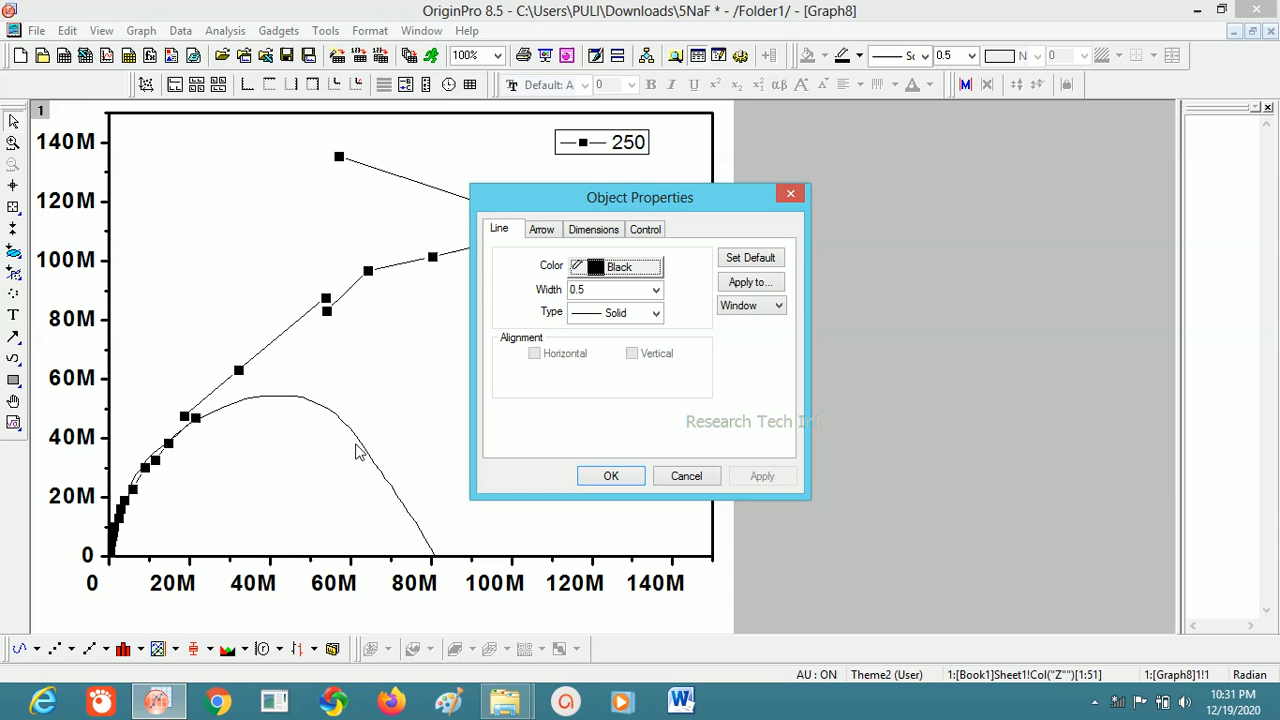 OriginPro 8.5 - C:\Users\PULI\Downloads\5NaF * - /Folder1/ - [Graph8]
File Edit View Graph Data Analysis Gadgets Tools Format Window Help
100% 0.5 N 0
Default: A 0 B I U αβ A A A
1
140M
120M
100M
80M
60M
40M
20M
0
0 20M 40M 60M 80M 100M 120M 140M
250
Object Properties
Line Arrow Dimensions Control
Color Black
Width 0.5
Type Solid
Set Default
Apply to...
Window
Alignment
Horizontal Vertical
Research Tech Info
OK Cancel Apply
AU : ON Theme2 (User) 1:[Book1]Sheet1!Col("Z"")[1:51] 1:[Graph8]1!1 Radian
10:31 PM
12/19/2020